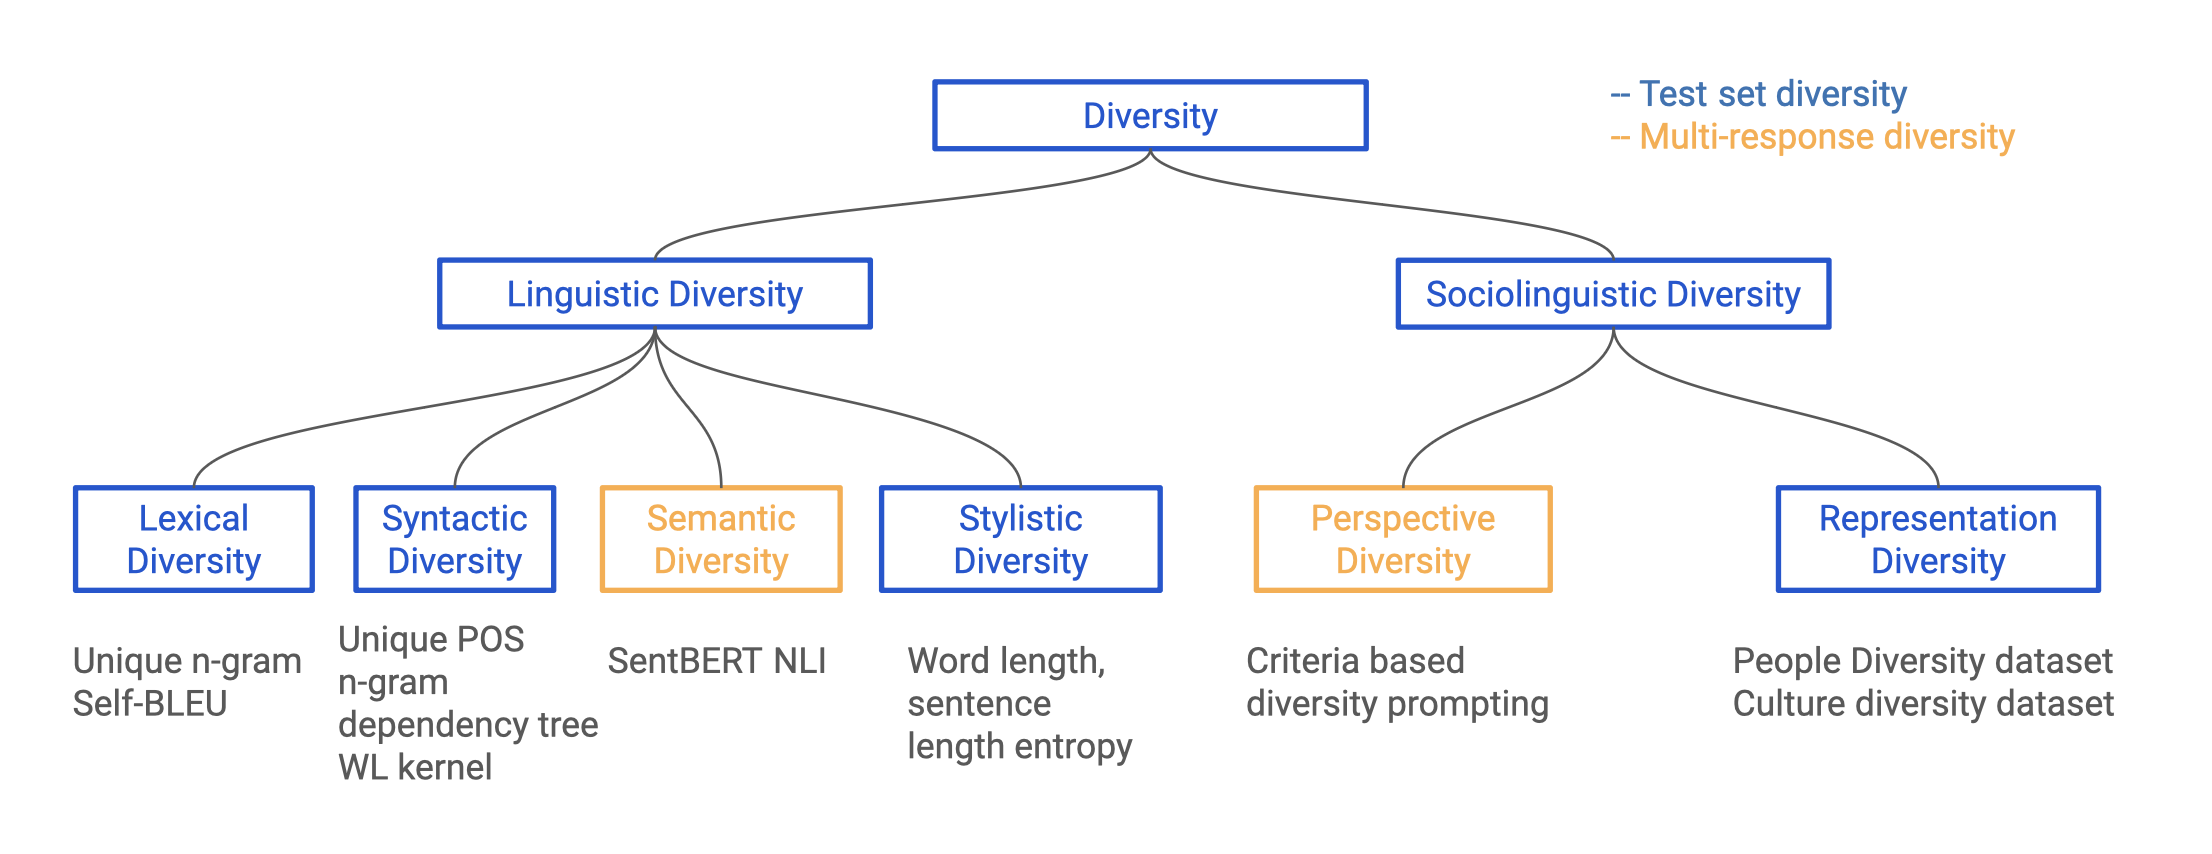 Diversity
-- Test set diversity
-- Multi-response diversity
Linguistic Diversity
Sociolinguistic Diversity
Lexical
Diversity
Syntactic
Diversity
Semantic
Diversity
Stylistic
Diversity
Perspective
Diversity
Representation
Diversity
Unique n-gram
Self-BLEU
Unique POS
n-gram
dependency tree
WL kernel
SentBERT NLI
Word length,
sentence
length entropy
Criteria based
diversity prompting
People Diversity dataset
Culture diversity dataset